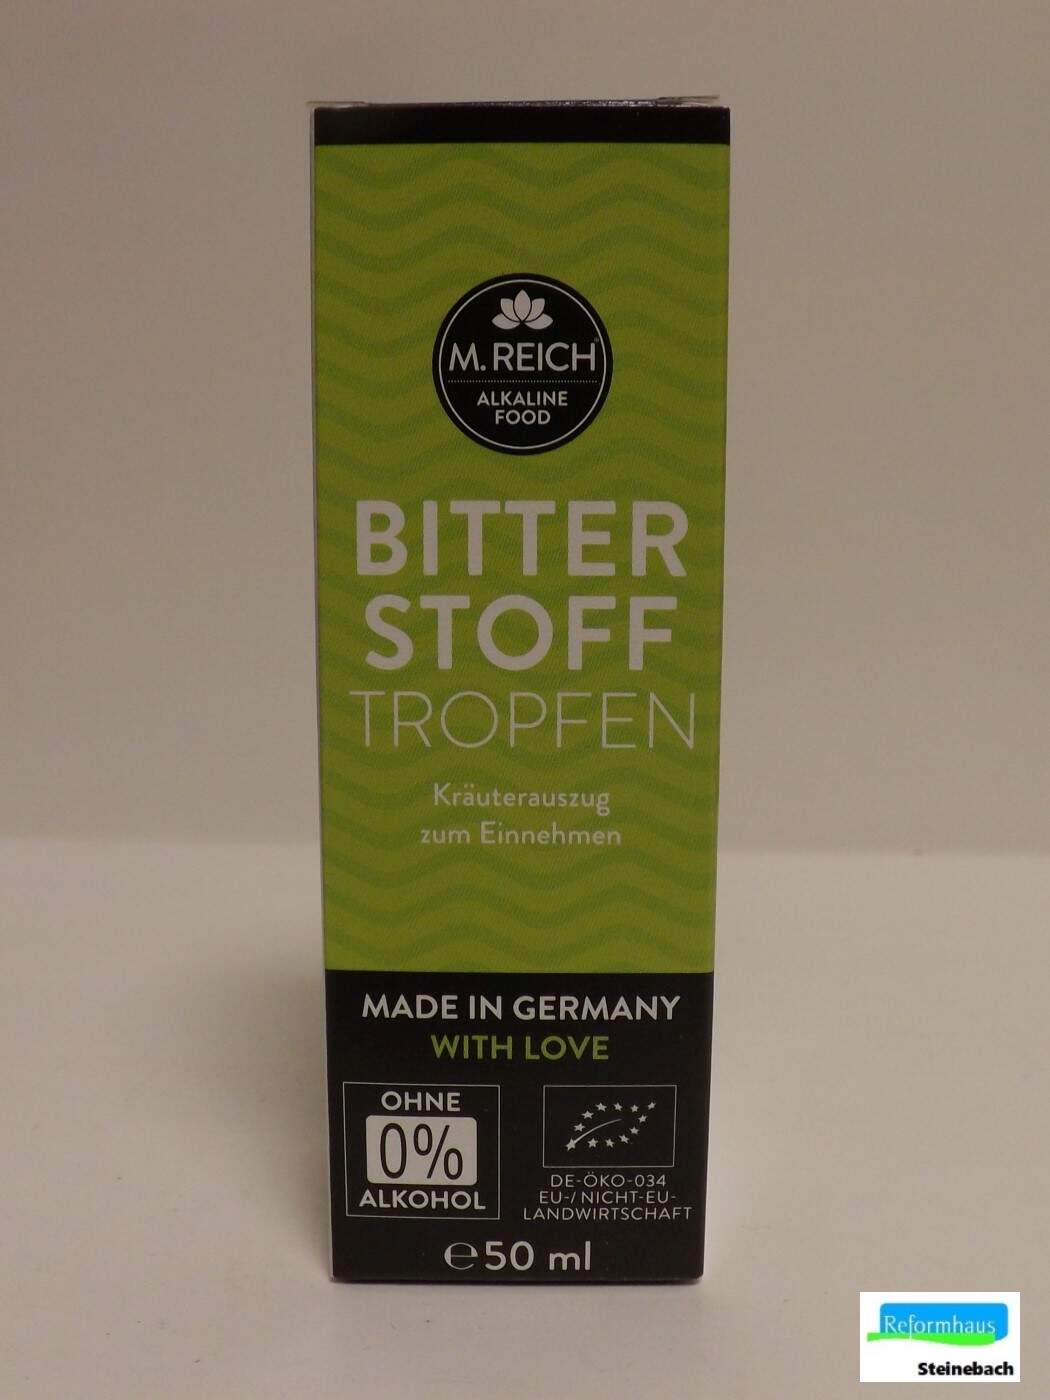 M. REICH
ALKALINE
FOOD
BITTER
STOFF
TROPFEN
Kräuterauszug
zum Einnehmen
MADE IN GERMANY
WITH LOVE
OHNE
0%
ALKOHOL
DE-ÖKO-034
EU-/NICHT-EU-
LANDWIRTSCHAFT
℮50 ml
Reformhaus
Steinebach